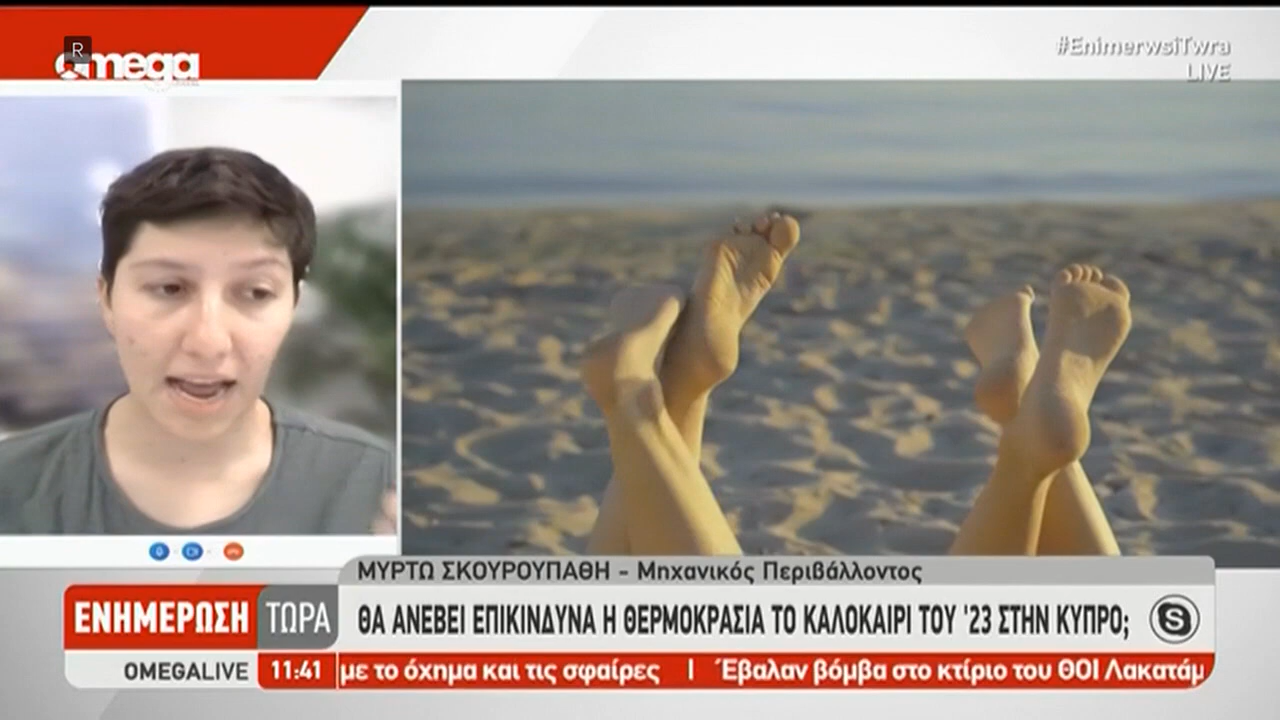 R
omega
#EnimerwsiTwra
LIVE
ΜΥΡΤΩ ΣΚΟΥΡΟΥΠΑΘΗ – Μηχανικός Περιβάλλοντος
ΕΝΗΜΕΡΩΣΗ ΤΩΡΑ
ΘΑ ΑΝΕΒΕΙ ΕΠΙΚΙΝΔΥΝΑ Η ΘΕΡΜΟΚΡΑΣΙΑ ΤΟ ΚΑΛΟΚΑΙΡΙ ΤΟΥ '23 ΣΤΗΝ ΚΥΠΡΟ;
OMEGALIVE 11:41 με το όχημα και τις σφαίρες | Έβαλαν βόμβα στο κτίριο του ΘΟΙ Λακατάμ